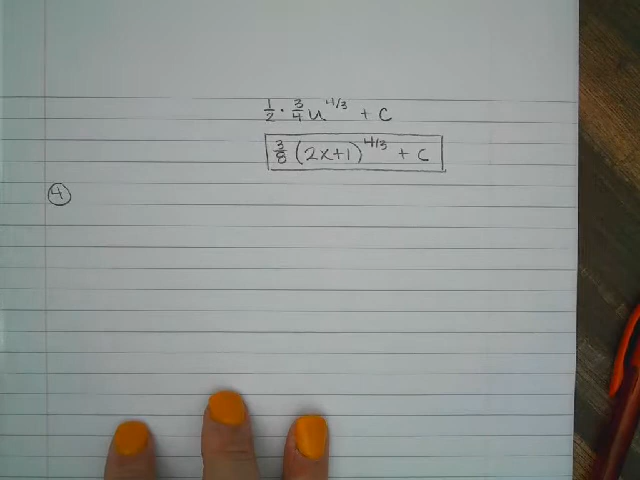 1/2 · 3/4 u^4/3 + C
3/8 (2x+1)^4/3 + C
4